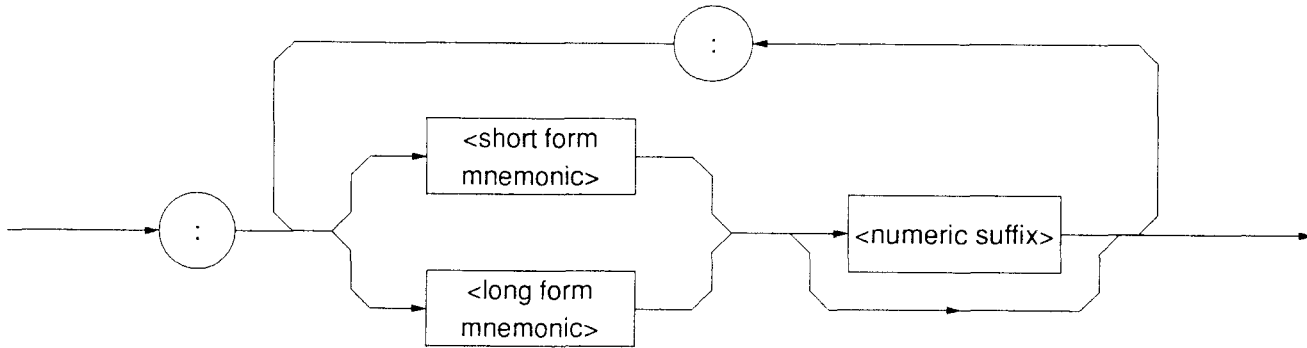 :
<short form
mnemonic>
:
<numeric suffix>
<long form
mnemonic>